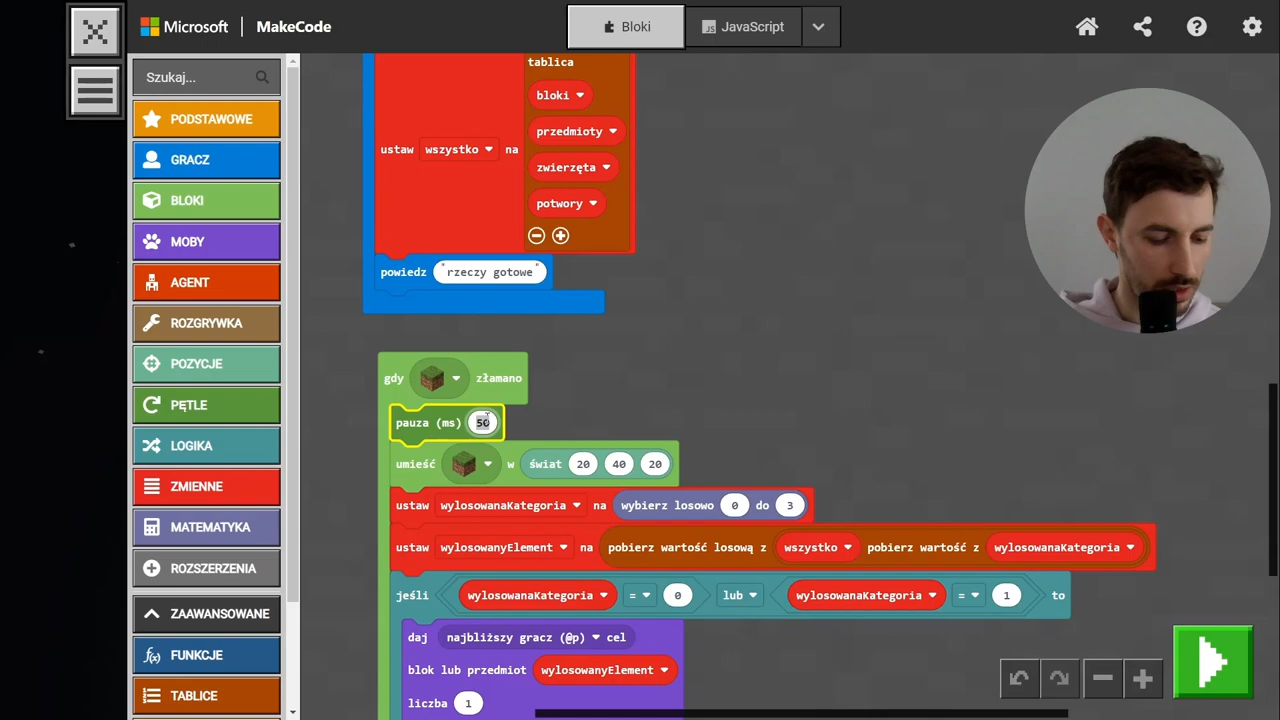 Microsoft MakeCode Bloki JavaScript
Szukaj...
PODSTAWOWE
GRACZ
BLOKI
MOBY
AGENT
ROZGRYWKA
POZYCJE
PĘTLE
LOGIKA
ZMIENNE
MATEMATYKA
ROZSZERZENIA
ZAAWANSOWANE
FUNKCJE
TABLICE
tablica
bloki
przedmioty
ustaw wszystko na
zwierzęta
potwory
powiedz "rzeczy gotowe"
gdy złamano
pauza (ms) 50
umieść w świat 20 40 20
ustaw wylosowanaKategoria na wybierz losowo 0 do 3
ustaw wylosowanyElement na pobierz wartość losową z wszystko pobierz wartość z wylosowanaKategoria
jeśli wylosowanaKategoria = 0 lub wylosowanaKategoria = 1 to
daj najbliższy gracz (@p) cel
blok lub przedmiot wylosowanyElement
liczba 1